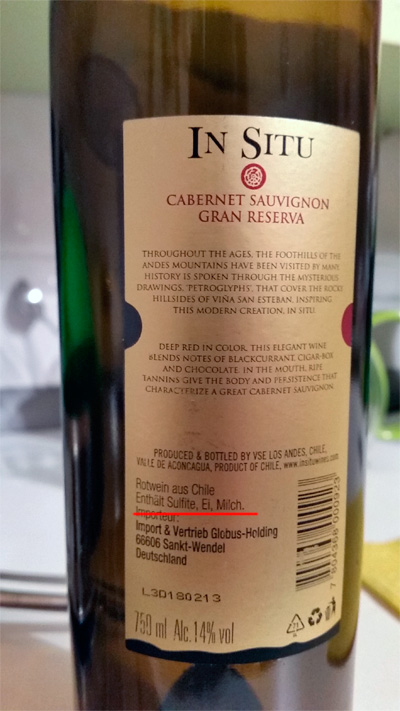 IN SITU
CABERNET SAUVIGNON
GRAN RESERVA
THROUGHOUT THE AGES, THE FOOTHILLS OF THE
ANDES MOUNTAINS HAVE BEEN VISITED BY MANY.
HISTORY IS SPOKEN THROUGH THE MYSTERIOUS
DRAWINGS, 'PETROGLYPHS', THAT COVER THE ROCKY
HILLSIDES OF VIÑA SAN ESTEBAN, INSPIRING
THIS MODERN CREATION, IN SITU.
DEEP RED IN COLOR, THIS ELEGANT WINE
BLENDS NOTES OF BLACKCURRANT, CIGAR-BOX
AND CHOCOLATE. IN THE MOUTH, RIPE
TANNINS GIVE THE BODY AND PERSISTENCE THAT
CHARACTERIZE A GREAT CABERNET SAUVIGNON.
PRODUCED & BOTTLED BY VSE LOS ANDES, CHILE,
VALLE DE ACONCAGUA, PRODUCT OF CHILE, www.insituwines.com
Rotwein aus Chile
Enthält Sulfite, Ei, Milch.
Importeur:
Import & Vertrieb Globus-Holding
66606 Sankt-Wendel
Deutschland
L3D180213
750 ml Alc.14% vol